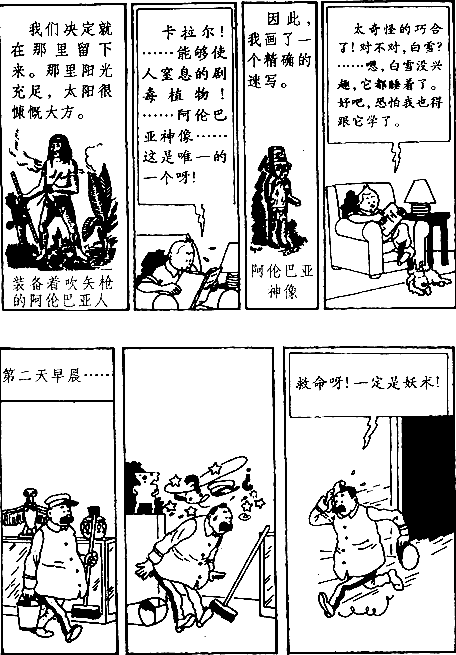 我们决定就
在那里留下
来。那里阳光
充足，太阳很
慷慨大方。
装备着吹矢枪
的阿伦巴亚人
卡拉尔！
……能够使
人窒息的剧
毒植物！
……阿伦巴
亚神像……
这是唯一的
一个呀！
因此，
我画了一
个精确的
速写。
阿伦巴亚
神像
太奇怪的巧合
了！对不对，白雪？
……嗯，白雪没兴
趣，它都睡着了。
好吧，恐怕我也得
跟它学了。
第二天早晨……
救命呀！一定是妖术！